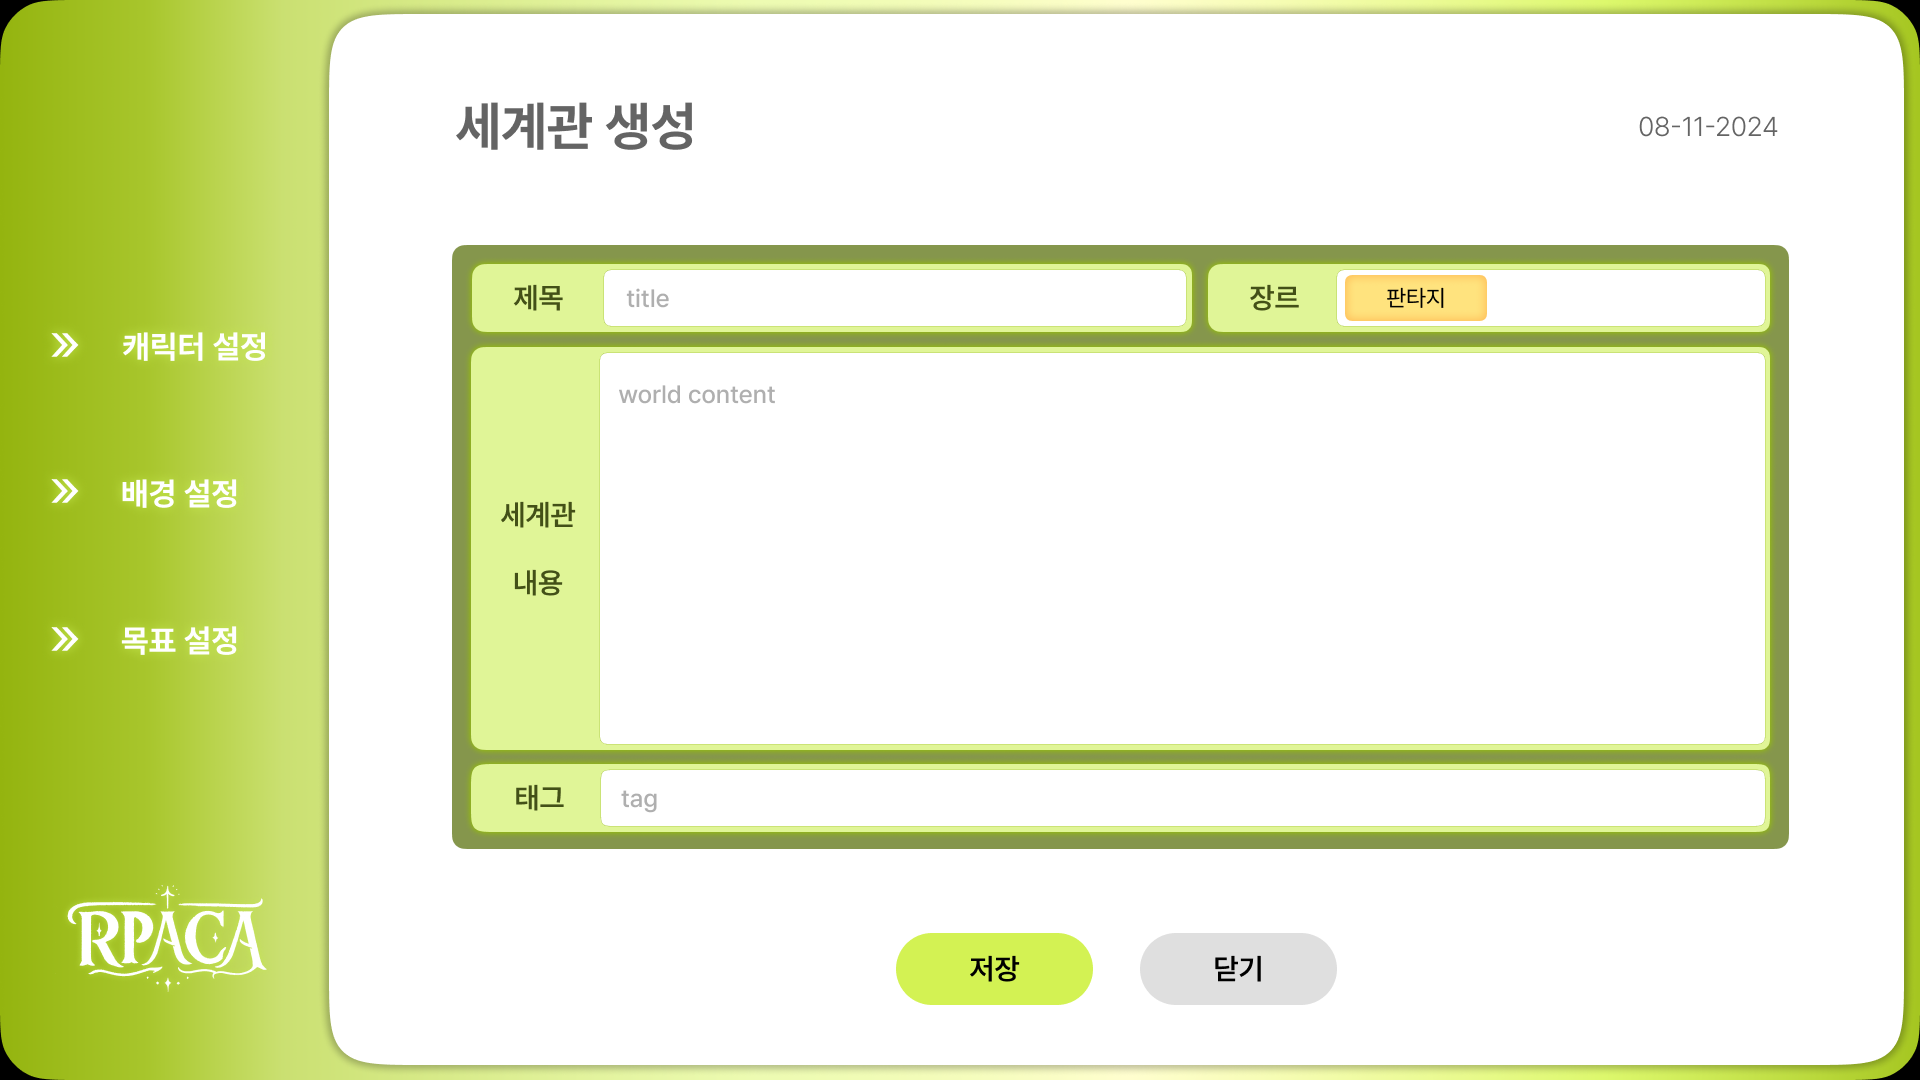 세계관 생성
08-11-2024
제목
title
장르
판타지
세계관
내용
world content
태그
tag
캐릭터 설정
배경 설정
목표 설정
RPACA
저장
닫기